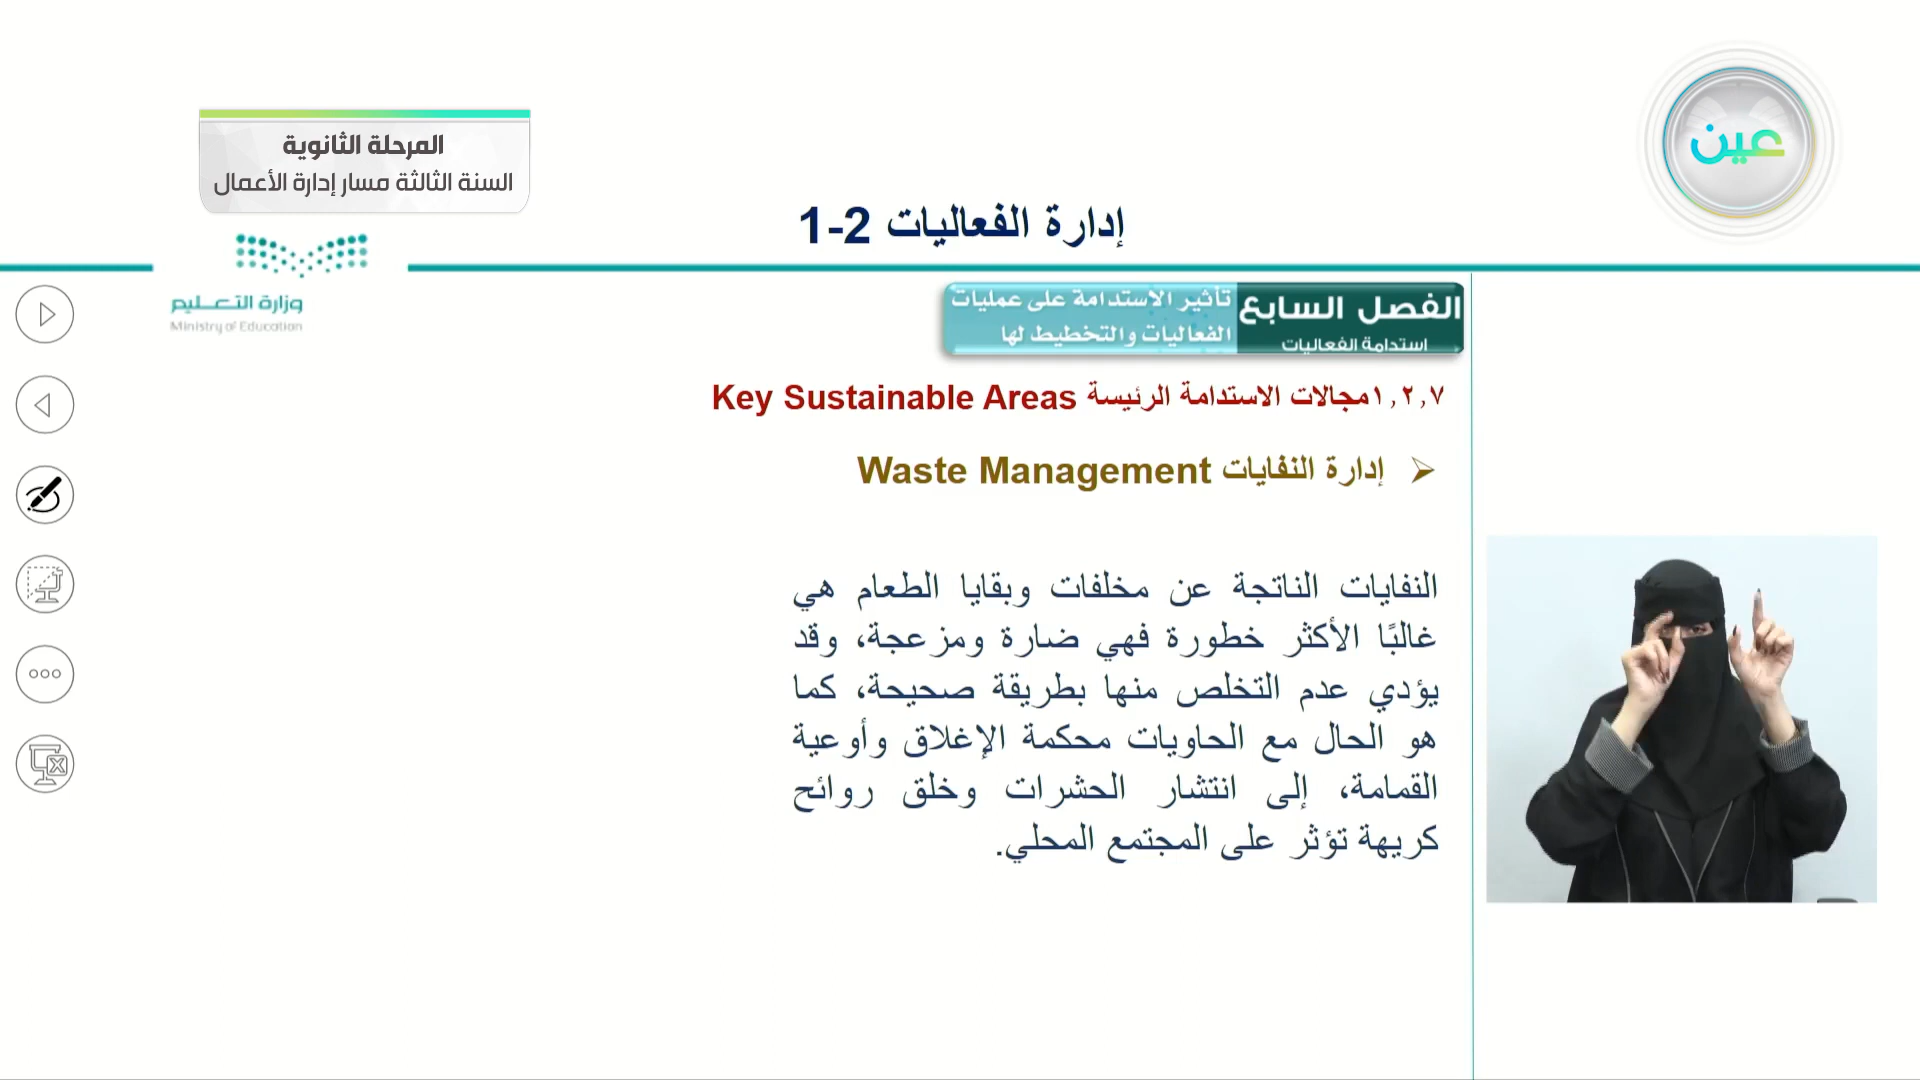 عين
المرحلة الثانوية
السنة الثالثة مسار إدارة الأعمال
إدارة الفعاليات 2-1
وزارة التعـــليم
Ministry of Education
الفصل السابع
استدامة الفعاليات
تأثير الاستدامة على عمليات
الفعاليات والتخطيط لها
١,٢,٧مجالات الاستدامة الرئيسة Key Sustainable Areas
إدارة النفايات Waste Management
النفايات الناتجة عن مخلفات وبقايا الطعام هي
غالبًا الأكثر خطورة فهي ضارة ومزعجة، وقد
يؤدي عدم التخلص منها بطريقة صحيحة، كما
هو الحال مع الحاويات محكمة الإغلاق وأوعية
القمامة، إلى انتشار الحشرات وخلق روائح
كريهة تؤثر على المجتمع المحلي.